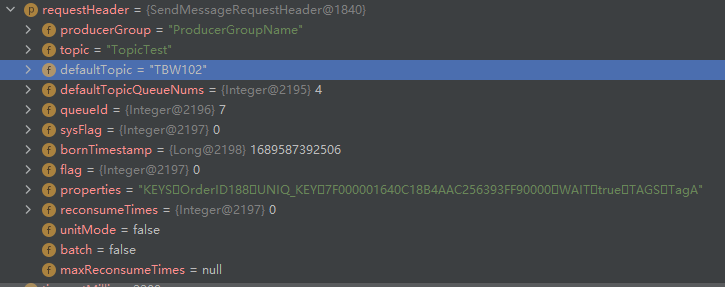 requestHeader = {SendMessageRequestHeader@1840}
producerGroup = "ProducerGroupName"
topic = "TopicTest"
defaultTopic = "TBW102"
defaultTopicQueueNums = {Integer@2195} 4
queueId = {Integer@2196} 7
sysFlag = {Integer@2197} 0
bornTimestamp = {Long@2198} 1689587392506
flag = {Integer@2197} 0
properties = "KEYS OrderID188 UNIQ_KEY 7F000001640C18B4AAC256393FF90000 WAIT true TAGS TagA"
reconsumeTimes = {Integer@2197} 0
unitMode = false
batch = false
maxReconsumeTimes = null